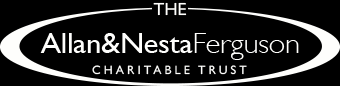 THE
Allan&NestaFerguson
CHARITABLE TRUST